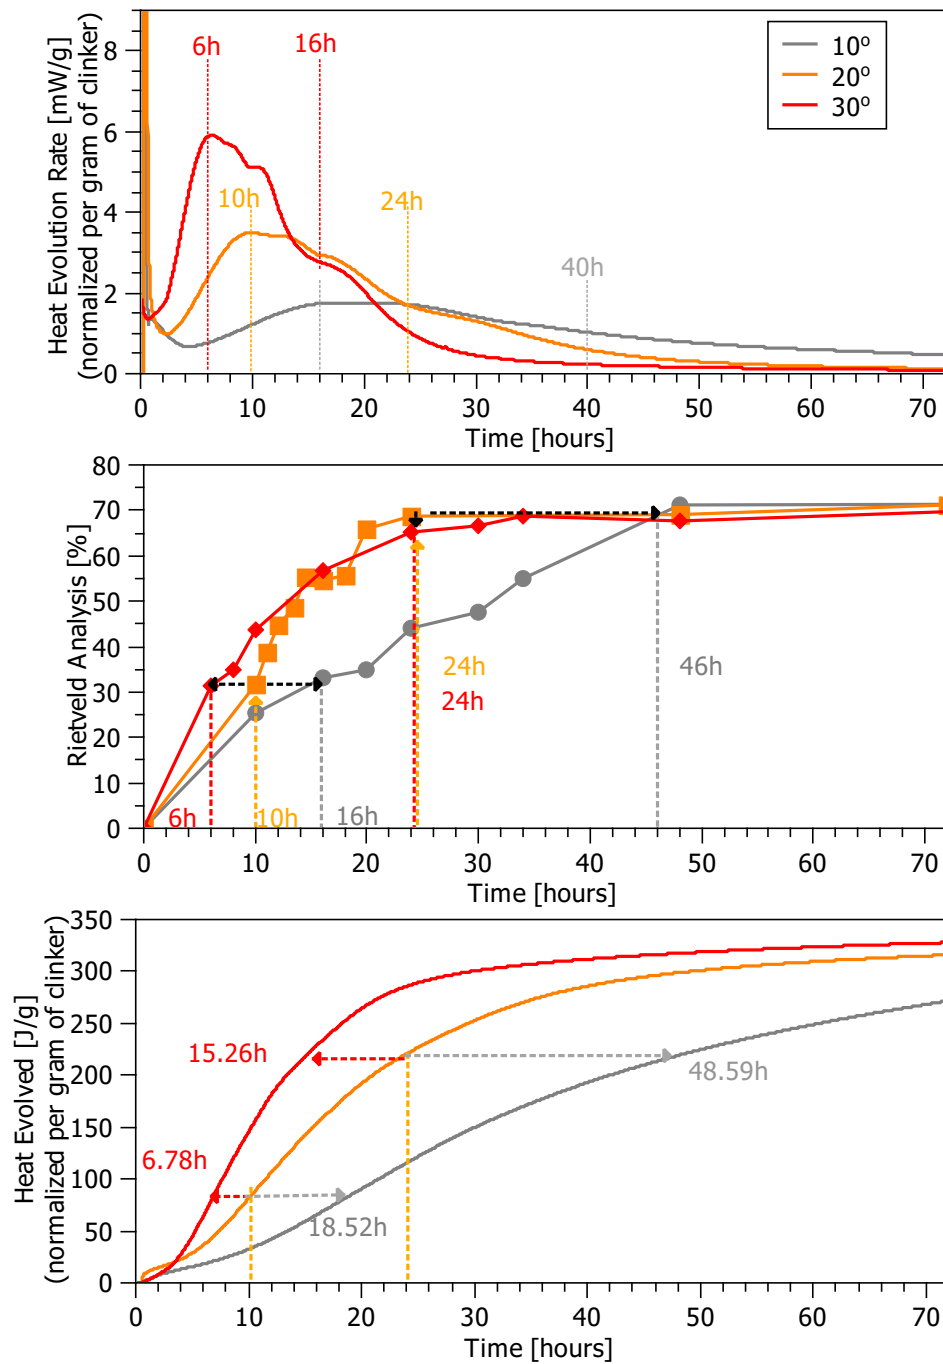 Heat Evolution Rate [mW/g]
(normalized per gram of clinker)
8
6
4
2
0
6h
16h
10h
24h
40h
10º
20º
30º
0 10 20 30 40 50 60 70
Time [hours]
Rietveld Analysis [%]
80
70
60
50
40
30
20
10
0
24h
24h
46h
6h
10h
16h
0 10 20 30 40 50 60 70
Time [hours]
Heat Evolved [J/g]
(normalized per gram of clinker)
350
300
250
200
150
100
50
0
15.26h
48.59h
6.78h
18.52h
0 10 20 30 40 50 60 70
Time [hours]